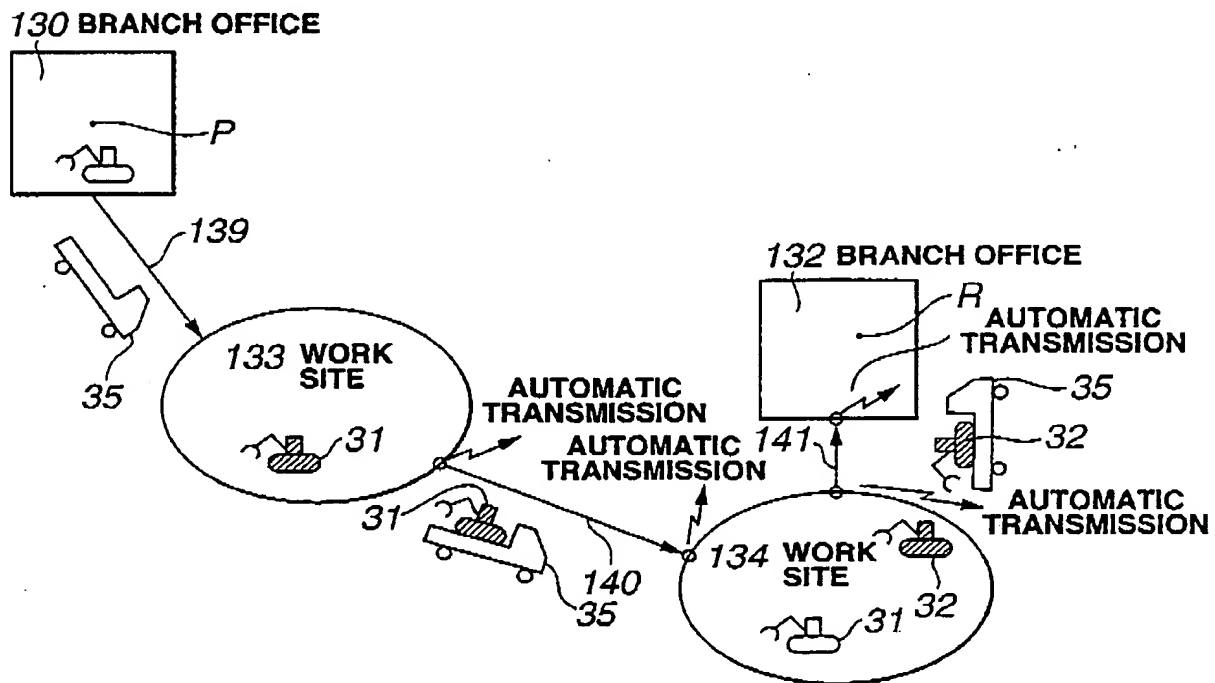 130 BRANCH OFFICE
P
139
35
133 WORK
SITE
31
AUTOMATIC
TRANSMISSION
31
140
35
AUTOMATIC
TRANSMISSION
132 BRANCH OFFICE
R
AUTOMATIC
TRANSMISSION
35
32
141
AUTOMATIC
TRANSMISSION
134 WORK
SITE
32
31